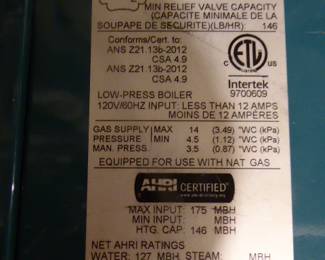 MIN RELIEF VALVE CAPACITY
(CAPACITÉ MINIMALE DE LA
SOUPAPE DE SECURITE)(LB/HR): 146
Conforms/Cert. to:
ANS Z21.13b-2012
CSA 4.9
ANS Z21.13b-2012
CSA 4.9
ETL
Intertek
9700609
LOW-PRESS BOILER
120V/60HZ INPUT: LESS THAN 12 AMPS
MOINS DE 12 AMPÈRES
GAS SUPPLY MAX 14 (3.49) "WC (kPa)
PRESSURE MIN 4.5 (1.12) "WC (kPa)
MAN. PRESS. 3.5 (0.87) "WC (kPa)
EQUIPPED FOR USE WITH NAT GAS
AHRI CERTIFIED
MAX INPUT: 175 MBH
MIN INPUT: MBH
HTG. CAP: 146 MBH
NET AHRI RATINGS
WATER: 127 MBH STEAM: MBH